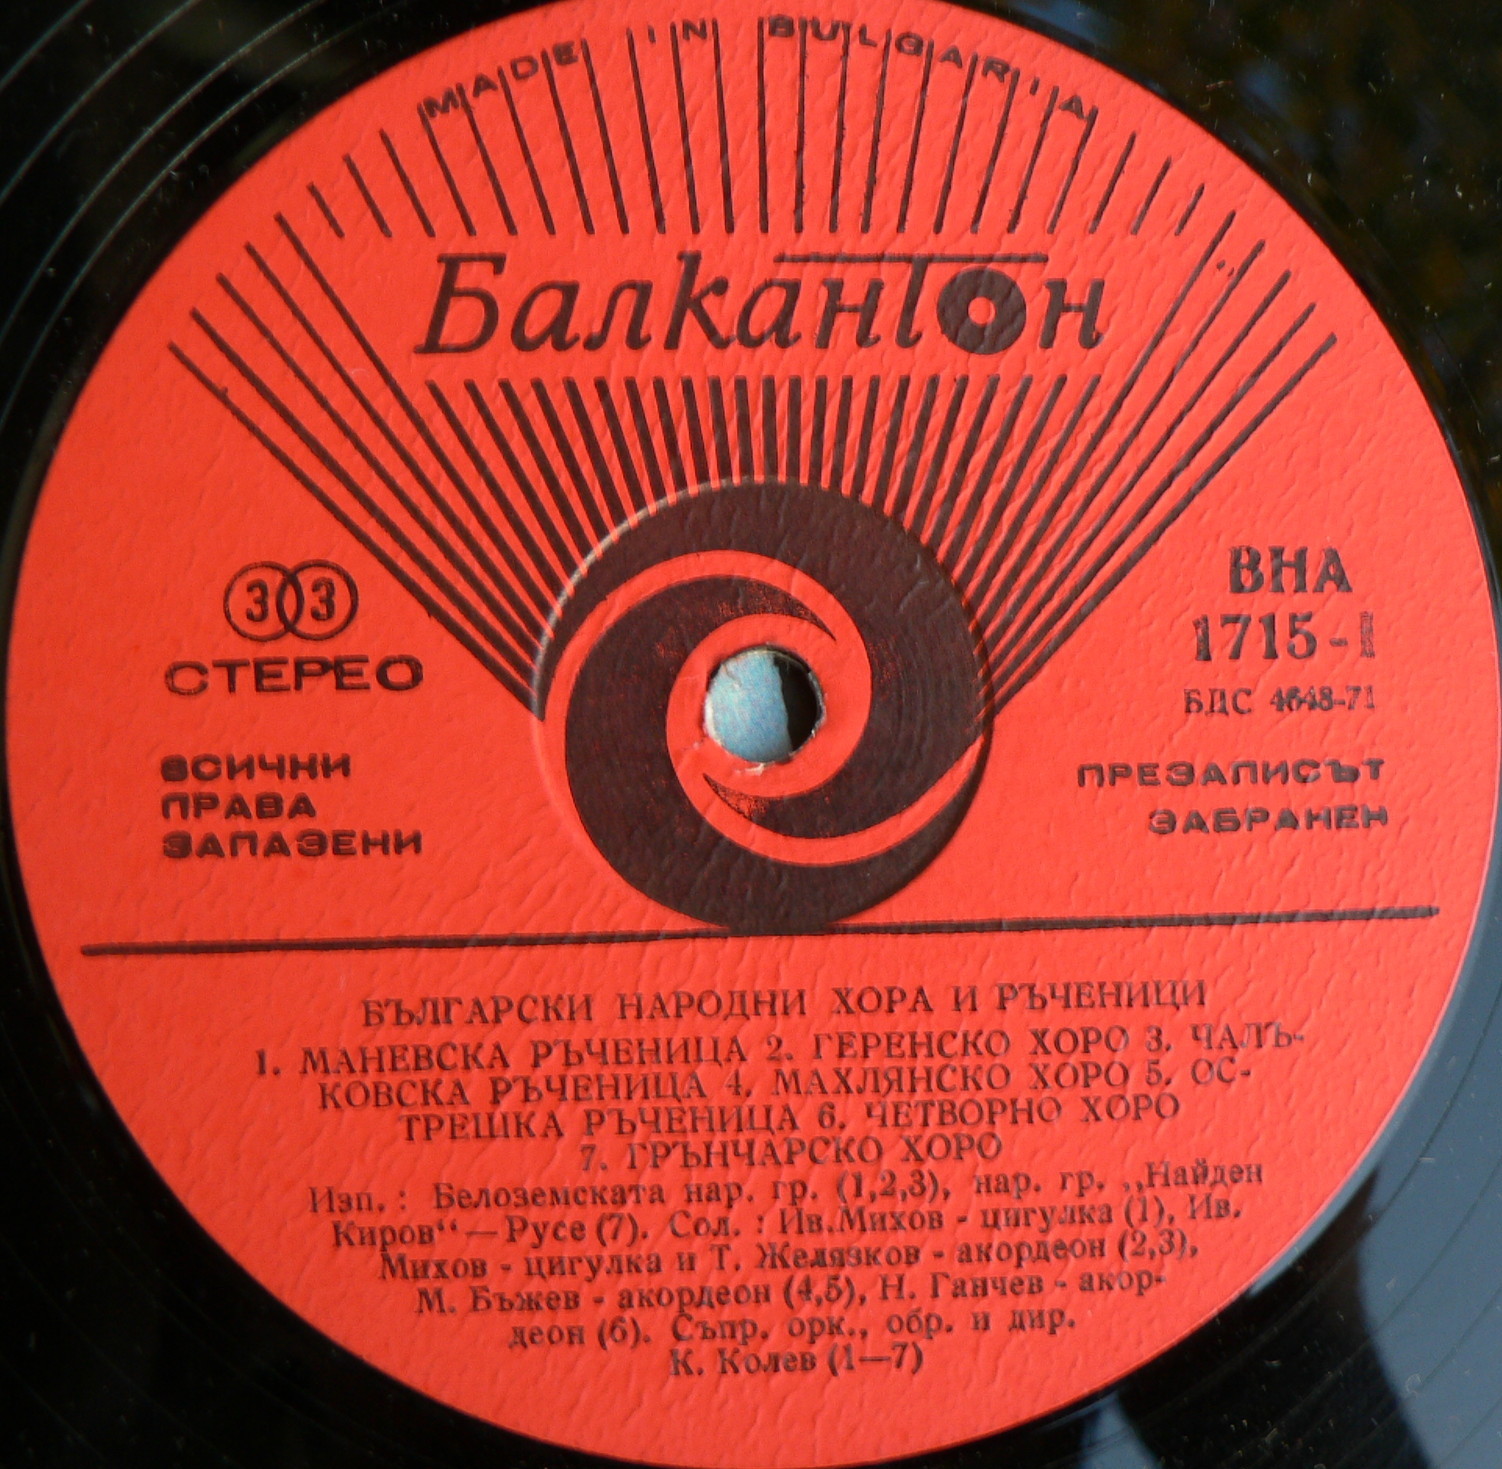 MADE IN BULGARIA
Балкантон
33
СТЕРЕО
ВСИЧНИ
ПРАВА
ЗАПАЗЕНИ
ВНА
1715-I
БДС 4648-71
ПРЕЗАПИСЪТ
ЗАБРАНЕН
БЪЛГАРСКИ НАРОДНИ ХОРА И РЪЧЕНИЦИ
1. МАНЕВСКА РЪЧЕНИЦА 2. ГЕРЕНСКО ХОРО 3. ЧАЛЪ-
КОВСКА РЪЧЕНИЦА 4. МАХЛЯНСКО ХОРО 5. ОС-
ТРЕШКА РЪЧЕНИЦА 6. ЧЕТВОРНО ХОРО
7. ГРЪНЧАРСКО ХОРО
Изп. : Белоземската нар. гр. (1,2,3), нар. гр. „Найден
Киров“—Русе (7). Сол. : Ив.Михов - цигулка (1), Ив.
Михов - цигулка и Т. Желязков - акордеон (2,3),
М. Бъжев - акордеон (4,5), Н. Ганчев - акор-
деон (6). Съпр. орк., обр. и дир.
К. Колев (1—7)